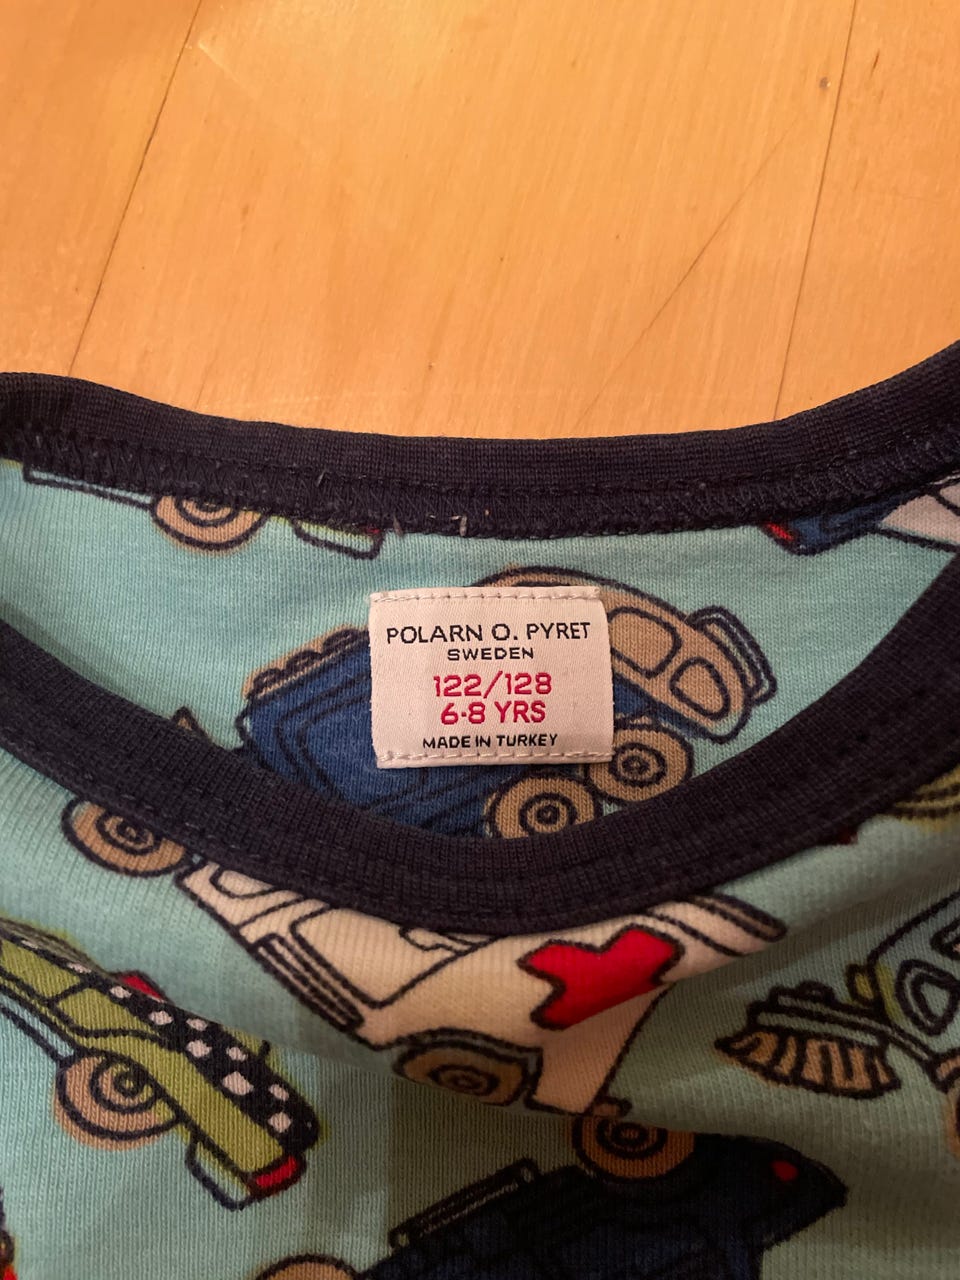 POLARN O. PYRET
SWEDEN
122/128
6-8 YRS
MADE IN TURKEY